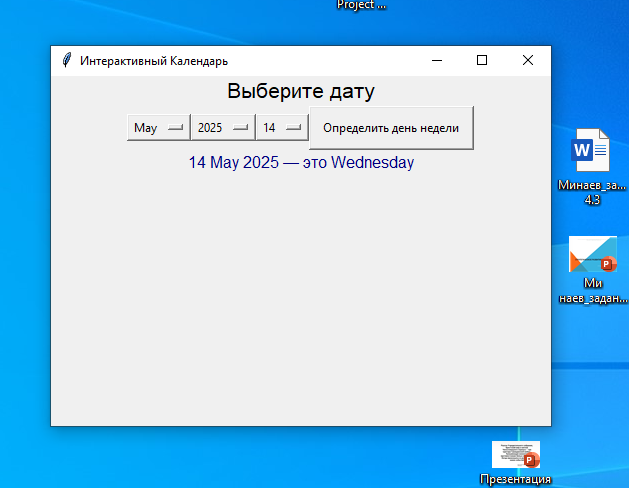 Project ...
Интерактивный Календарь
Выберите дату
May 2025 14 Определить день недели
14 May 2025 — это Wednesday
Минаев_за...
4.3
Ми
наев_задан...
Презентация